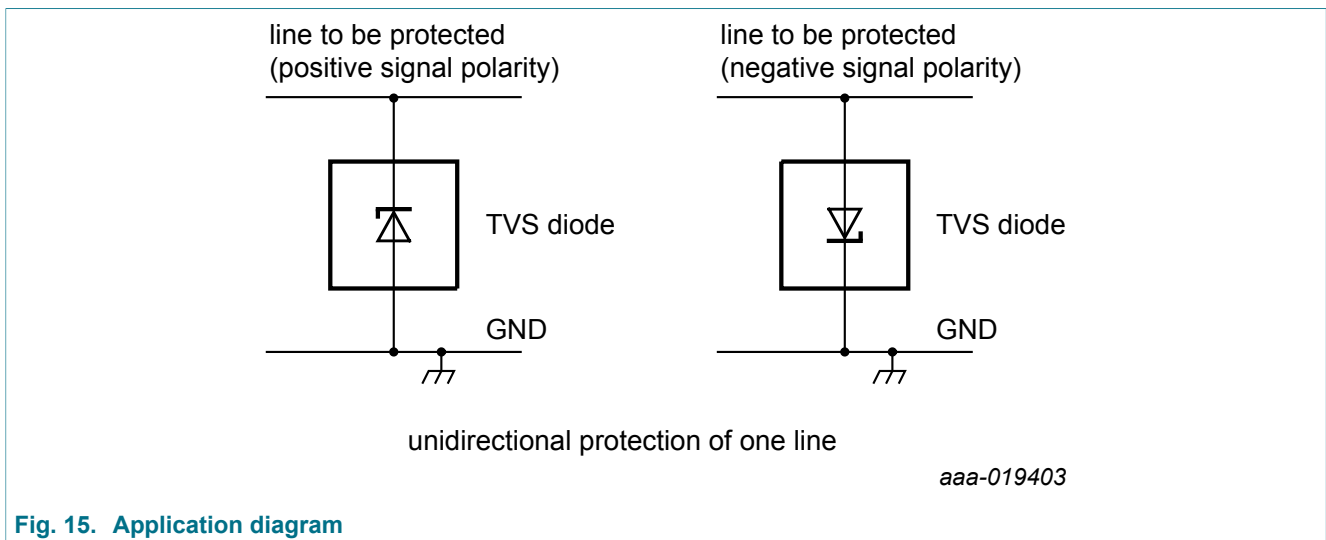 line to be protected
(positive signal polarity)
line to be protected
(negative signal polarity)
TVS diode
TVS diode
GND
GND
unidirectional protection of one line
aaa-019403
Fig. 15. Application diagram